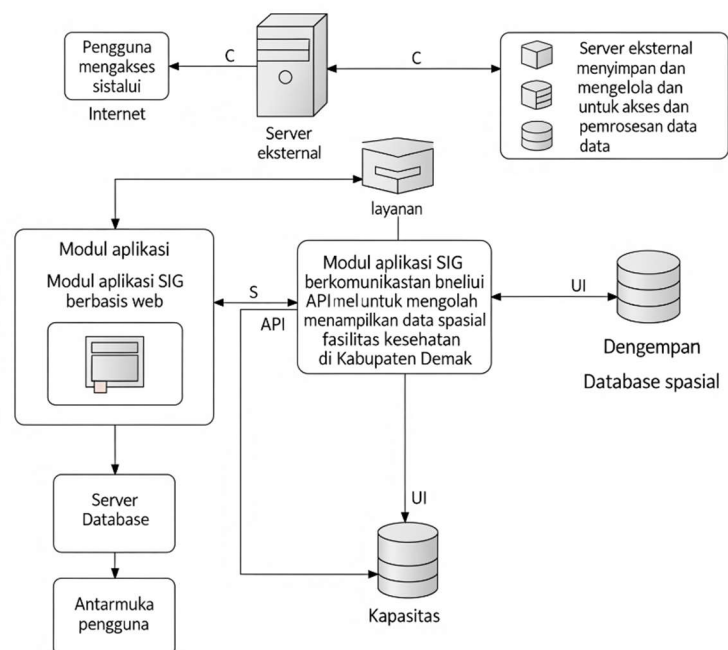 Pengguna
mengakses
sistalui
Internet
C
Server
eksternal
C
Server eksternal
menyimpan dan
mengelola dan
untuk akses dan
pemrosesan data
data
layanan
Modul aplikasi
Modul aplikasi SIG
berbasis web
S
API
Modul aplikasi SIG
berkomunikastan bneliui
API mel untuk mengolah
menampilkan data spasial
fasilitas kesehatan
di Kabupaten Demak
UI
Dengempan
Database spasial
Server
Database
UI
Kapasitas
Antarmuka
pengguna